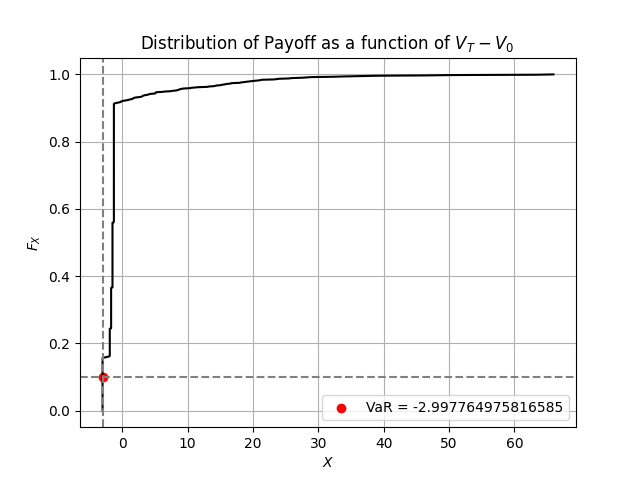 Distribution of Payoff as a function of $V_T - V_0$
1.0
0.8
0.6
0.4
0.2
0.0
$F_X$
VaR = -2.997764975816585
0 10 20 30 40 50 60
$X$